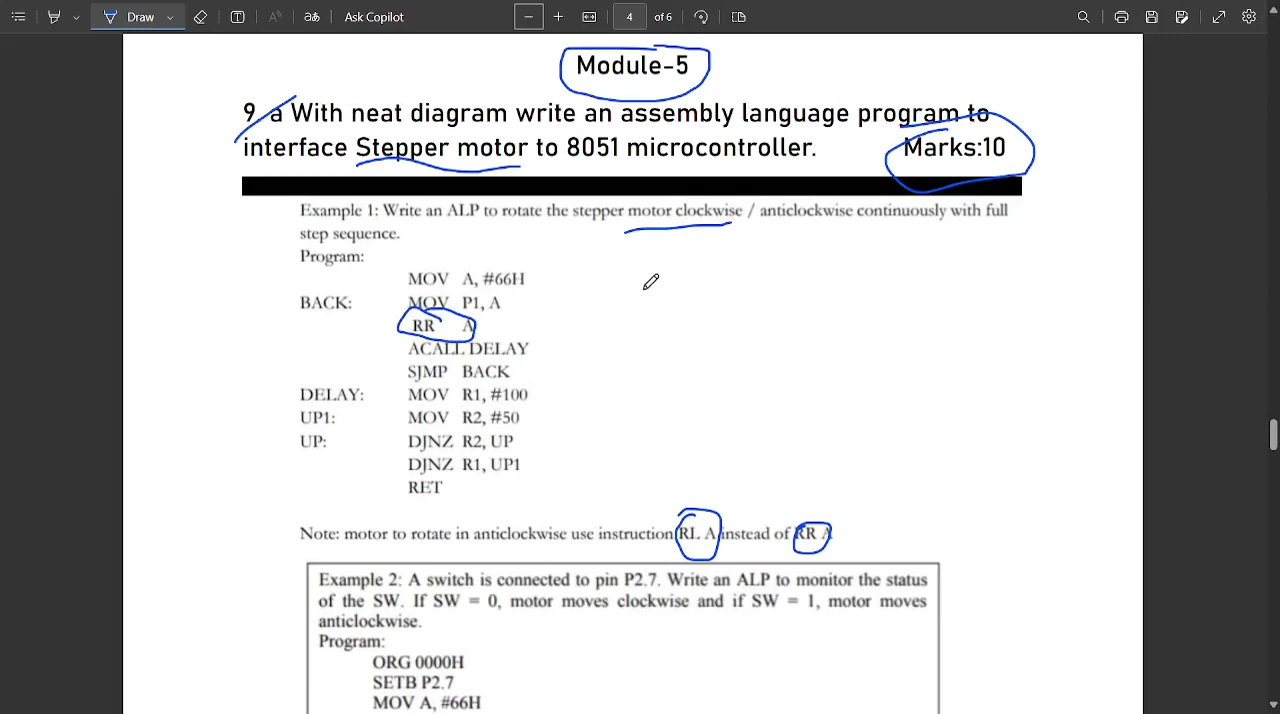 Draw
Ask Copilot
4 of 6
Module-5
9 a With neat diagram write an assembly language program to
interface Stepper motor to 8051 microcontroller. Marks:10
Example 1: Write an ALP to rotate the stepper motor clockwise / anticlockwise continuously with full
step sequence.
Program:
MOV A, #66H
BACK: MOV P1, A
RR A
ACALL DELAY
SJMP BACK
DELAY: MOV R1, #100
UP1: MOV R2, #50
UP: DJNZ R2, UP
DJNZ R1, UP1
RET
Note: motor to rotate in anticlockwise use instruction RL A instead of RR A
Example 2: A switch is connected to pin P2.7. Write an ALP to monitor the status
of the SW. If SW = 0, motor moves clockwise and if SW = 1, motor moves
anticlockwise.
Program:
ORG 0000H
SETB P2.7
MOV A, #66H